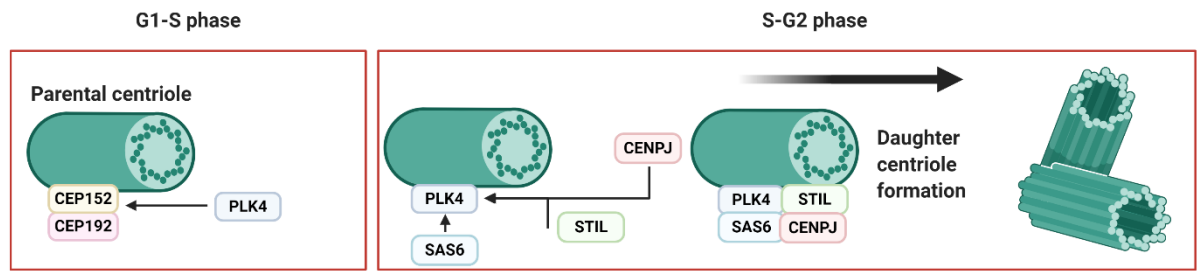 G1-S phase
S-G2 phase
Parental centriole
CEP152
CEP192
PLK4
PLK4
SAS6
STIL
CENPJ
PLK4
STIL
SAS6
CENPJ
Daughter
centriole
formation